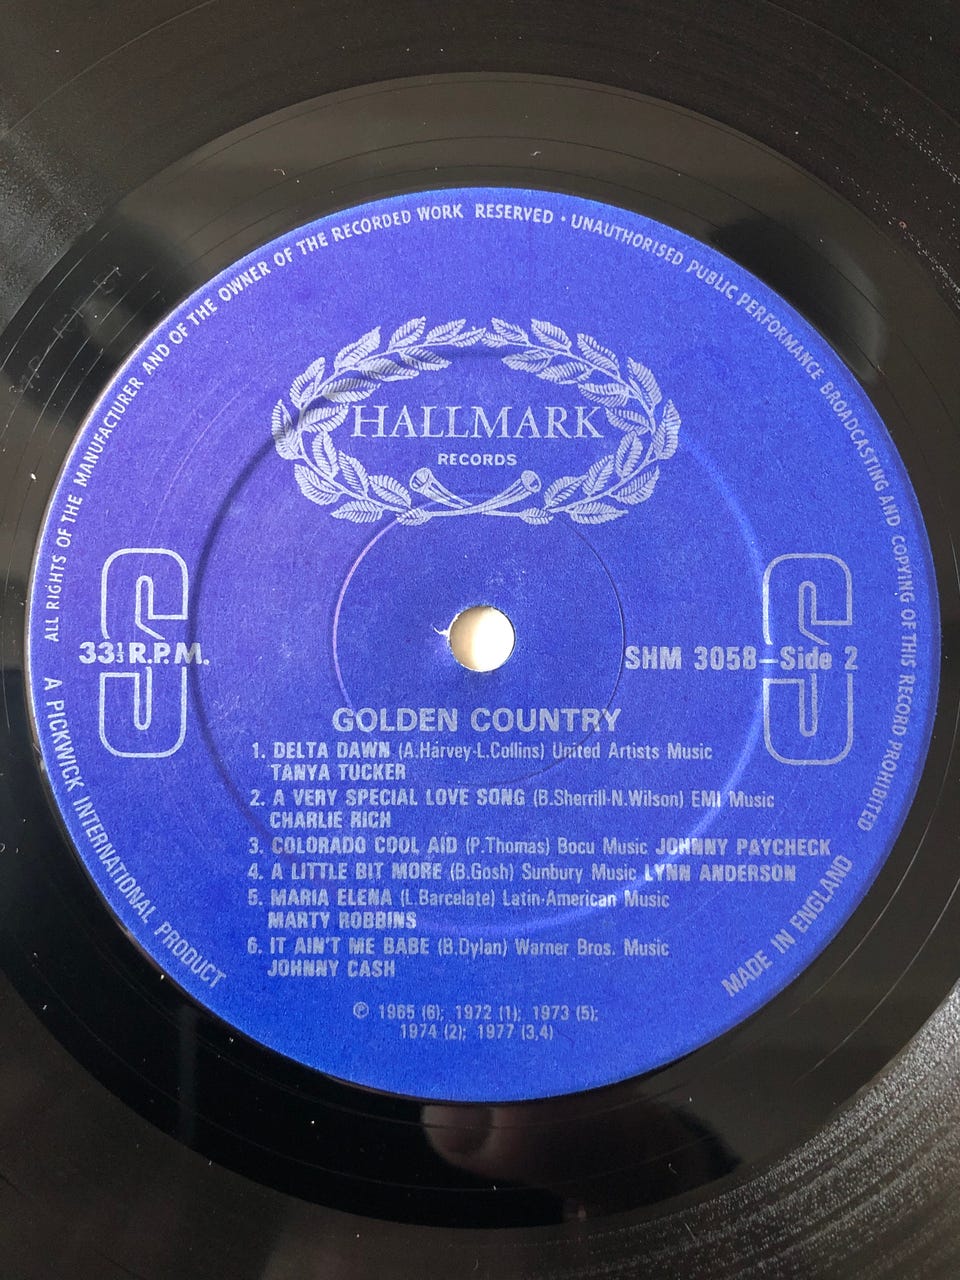 ALL RIGHTS OF THE MANUFACTURER AND OF THE OWNER OF THE RECORDED WORK RESERVED · UNAUTHORISED PUBLIC PERFORMANCE BROADCASTING AND COPYING OF THIS RECORD PROHIBITED
HALLMARK
RECORDS
S
S
33⅓ R.P.M.
SHM 3058–Side 2
GOLDEN COUNTRY
1. DELTA DAWN (A.Harvey-L.Collins) United Artists Music
TANYA TUCKER
2. A VERY SPECIAL LOVE SONG (B.Sherrill-N.Wilson) EMI Music
CHARLIE RICH
3. COLORADO COOL AID (P.Thomas) Bocu Music JOHNNY PAYCHECK
4. A LITTLE BIT MORE (B.Gosh) Sunbury Music LYNN ANDERSON
5. MARIA ELENA (L.Barcelate) Latin-American Music
MARTY ROBBINS
6. IT AIN'T ME BABE (B.Dylan) Warner Bros. Music
JOHNNY CASH
℗ 1965 (6); 1972 (1); 1973 (5);
1974 (2); 1977 (3,4)
A PICKWICK INTERNATIONAL PRODUCT
MADE IN ENGLAND